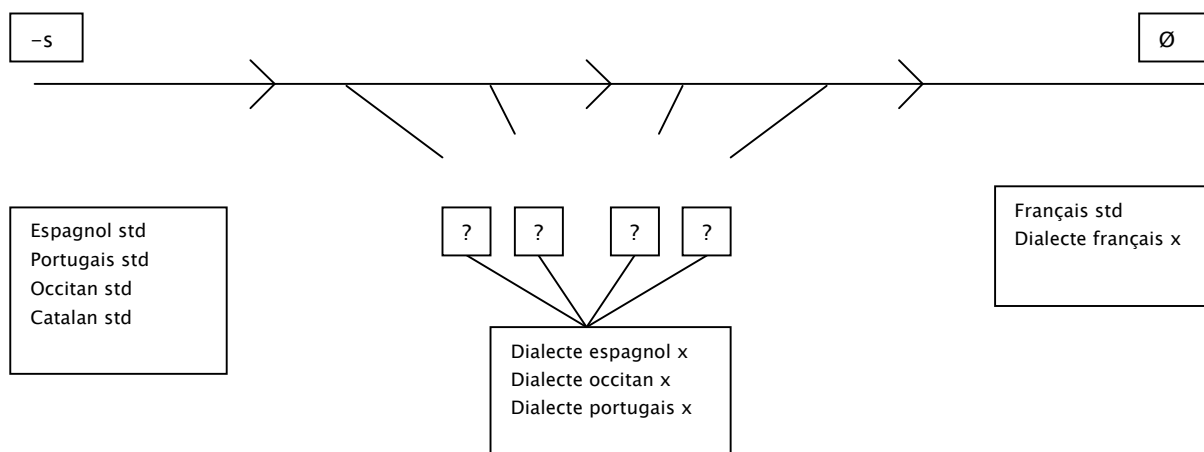 –s
Ø
Espagnol std
Portugais std
Occitan std
Catalan std
? ? ? ?
Français std
Dialecte français x
Dialecte espagnol x
Dialecte occitan x
Dialecte portugais x